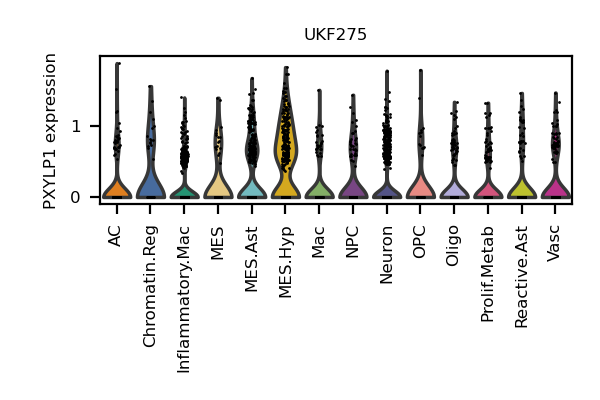 UKF275
PXYLP1 expression
1
0
AC
Chromatin.Reg
Inflammatory.Mac
MES
MES.Ast
MES.Hyp
Mac
NPC
Neuron
OPC
Oligo
Prolif.Metab
Reactive.Ast
Vasc